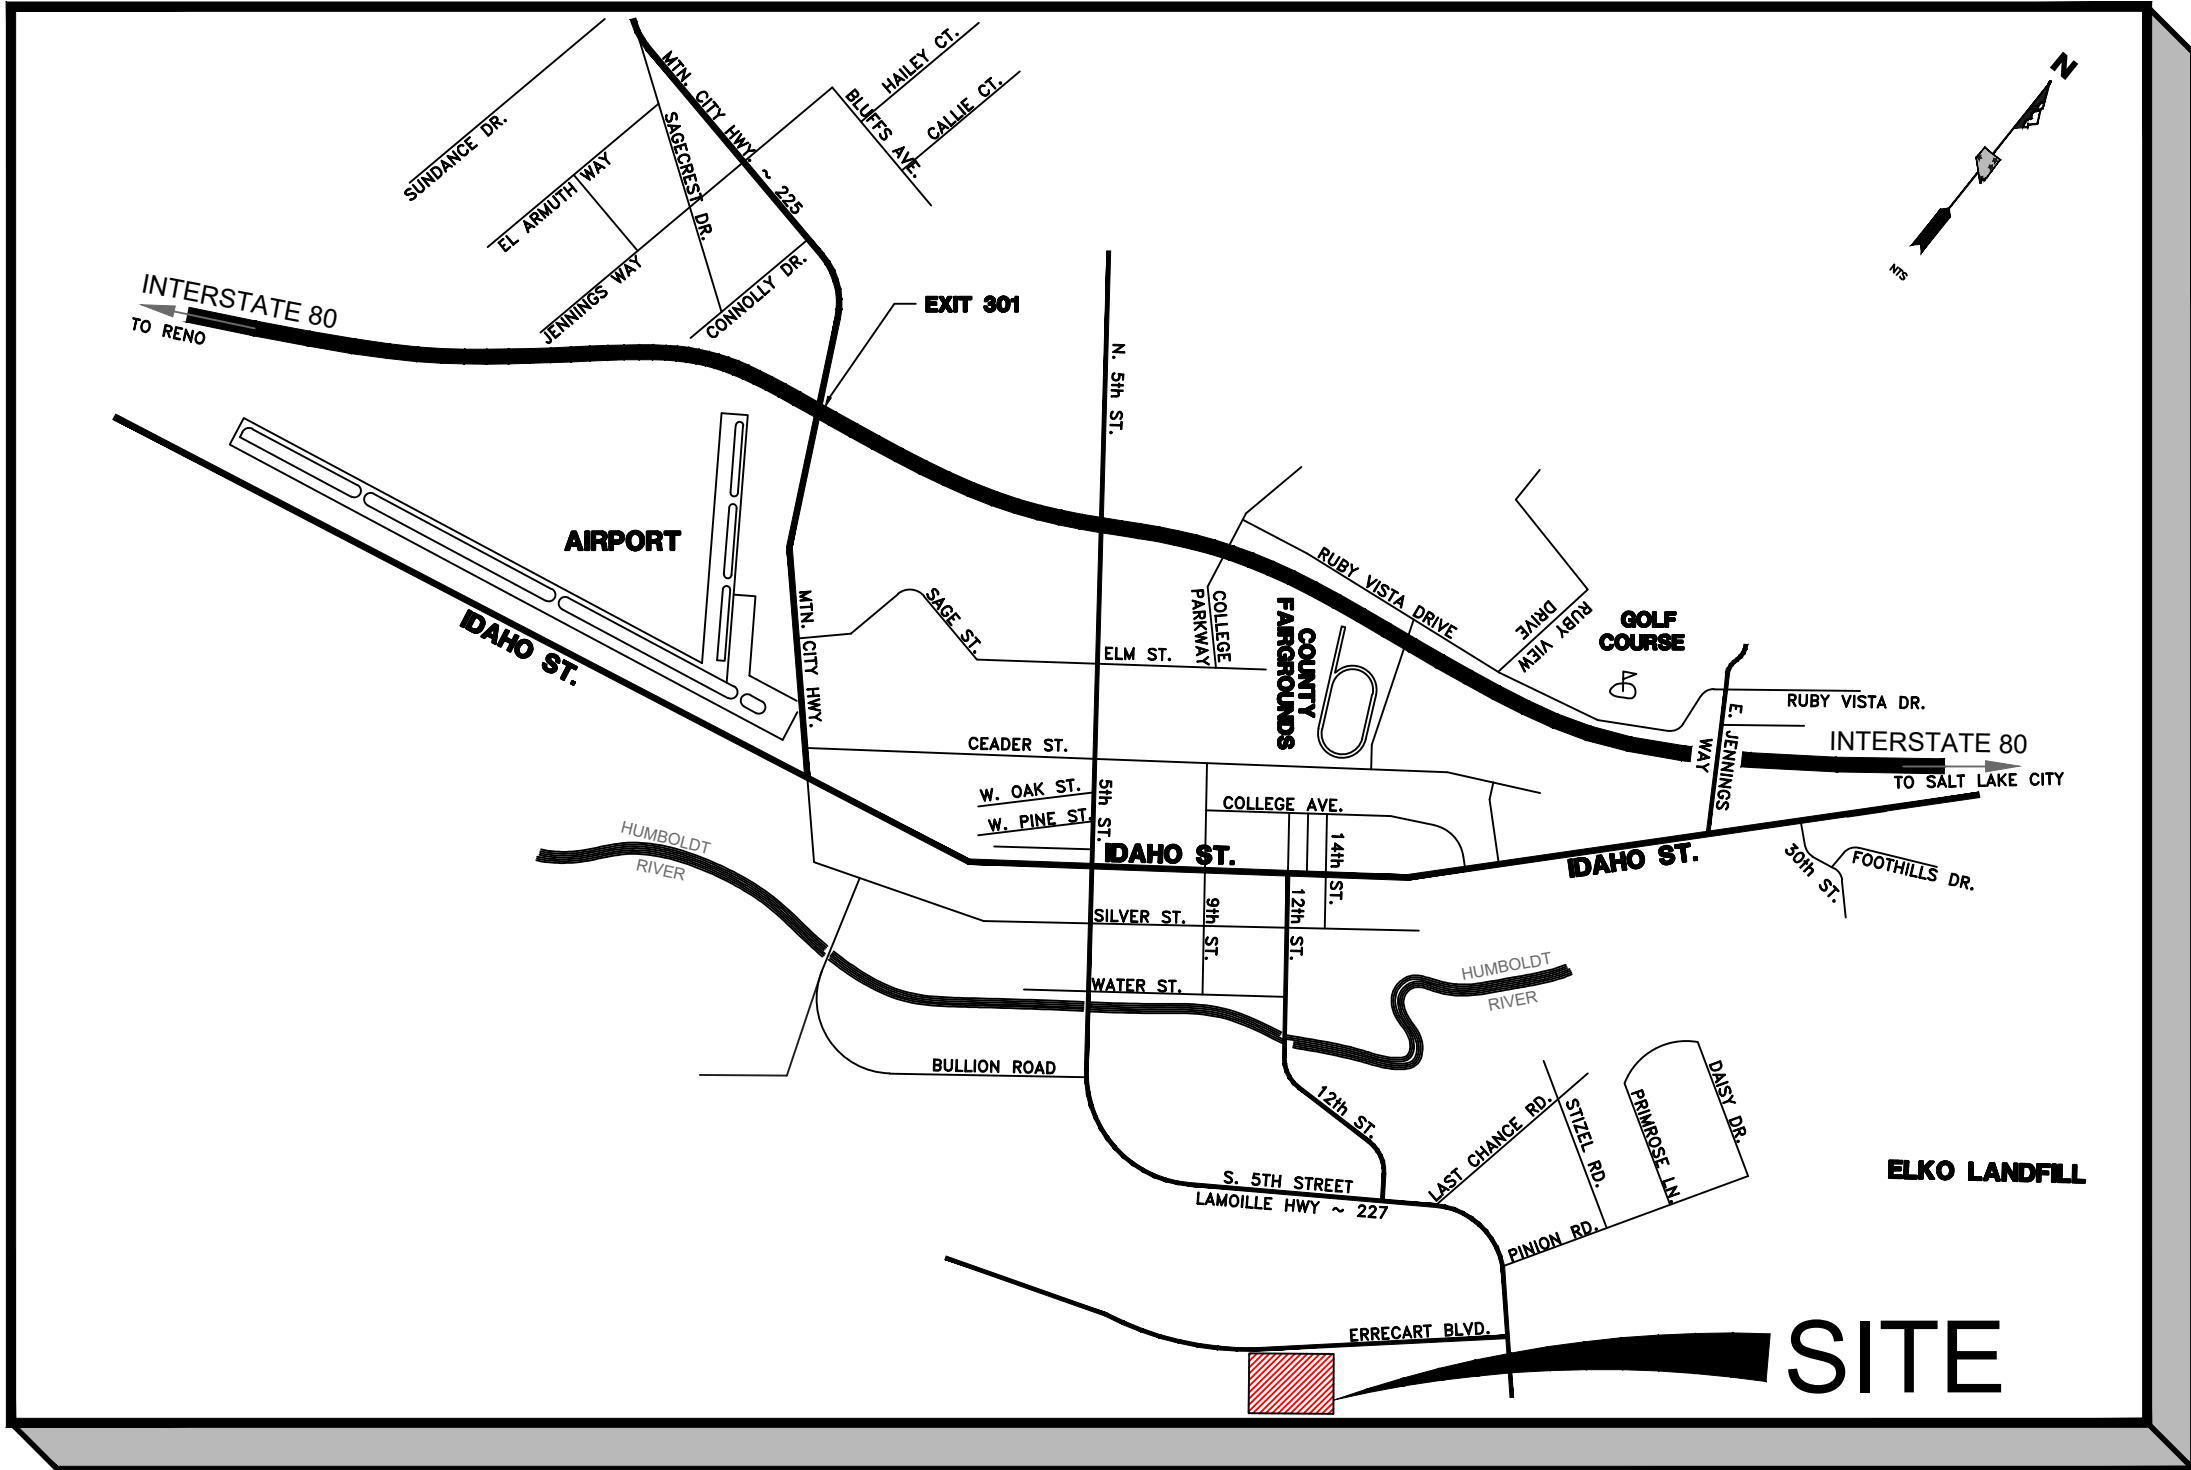 HAILEY CT.
N
MTN. CITY HWY. ~ 225
CALLIE CT.
BLUFFS AVE.
SUNDANCE DR.
SAGECREST DR.
EL ARMUTH WAY
JENNINGS WAY
CONNOLLY DR.
NTS
INTERSTATE 80
TO RENO
EXIT 301
N. 5th ST.
AIRPORT
RUBY VISTA DRIVE
SAGE ST.
COLLEGE
PARKWAY
COUNTY
FAIRGROUNDS
RUBY VIEW
DRIVE
GOLF
COURSE
MTN. CITY HWY.
IDAHO ST.
ELM ST.
RUBY VISTA DR.
E. JENNINGS
WAY
CEADER ST.
INTERSTATE 80
TO SALT LAKE CITY
W. OAK ST.
5th ST.
COLLEGE AVE.
W. PINE ST.
HUMBOLDT
RIVER
IDAHO ST.
14th ST.
IDAHO ST.
30th ST.
FOOTHILLS DR.
SILVER ST.
9th ST.
12th ST.
HUMBOLDT
RIVER
WATER ST.
BULLION ROAD
12th ST.
LAST CHANCE RD.
STIZEL RD.
PRIMROSE LN.
DAISY DR.
S. 5TH STREET
LAMOILLE HWY ~ 227
ELKO LANDFILL
PINION RD.
ERRECART BLVD.
SITE